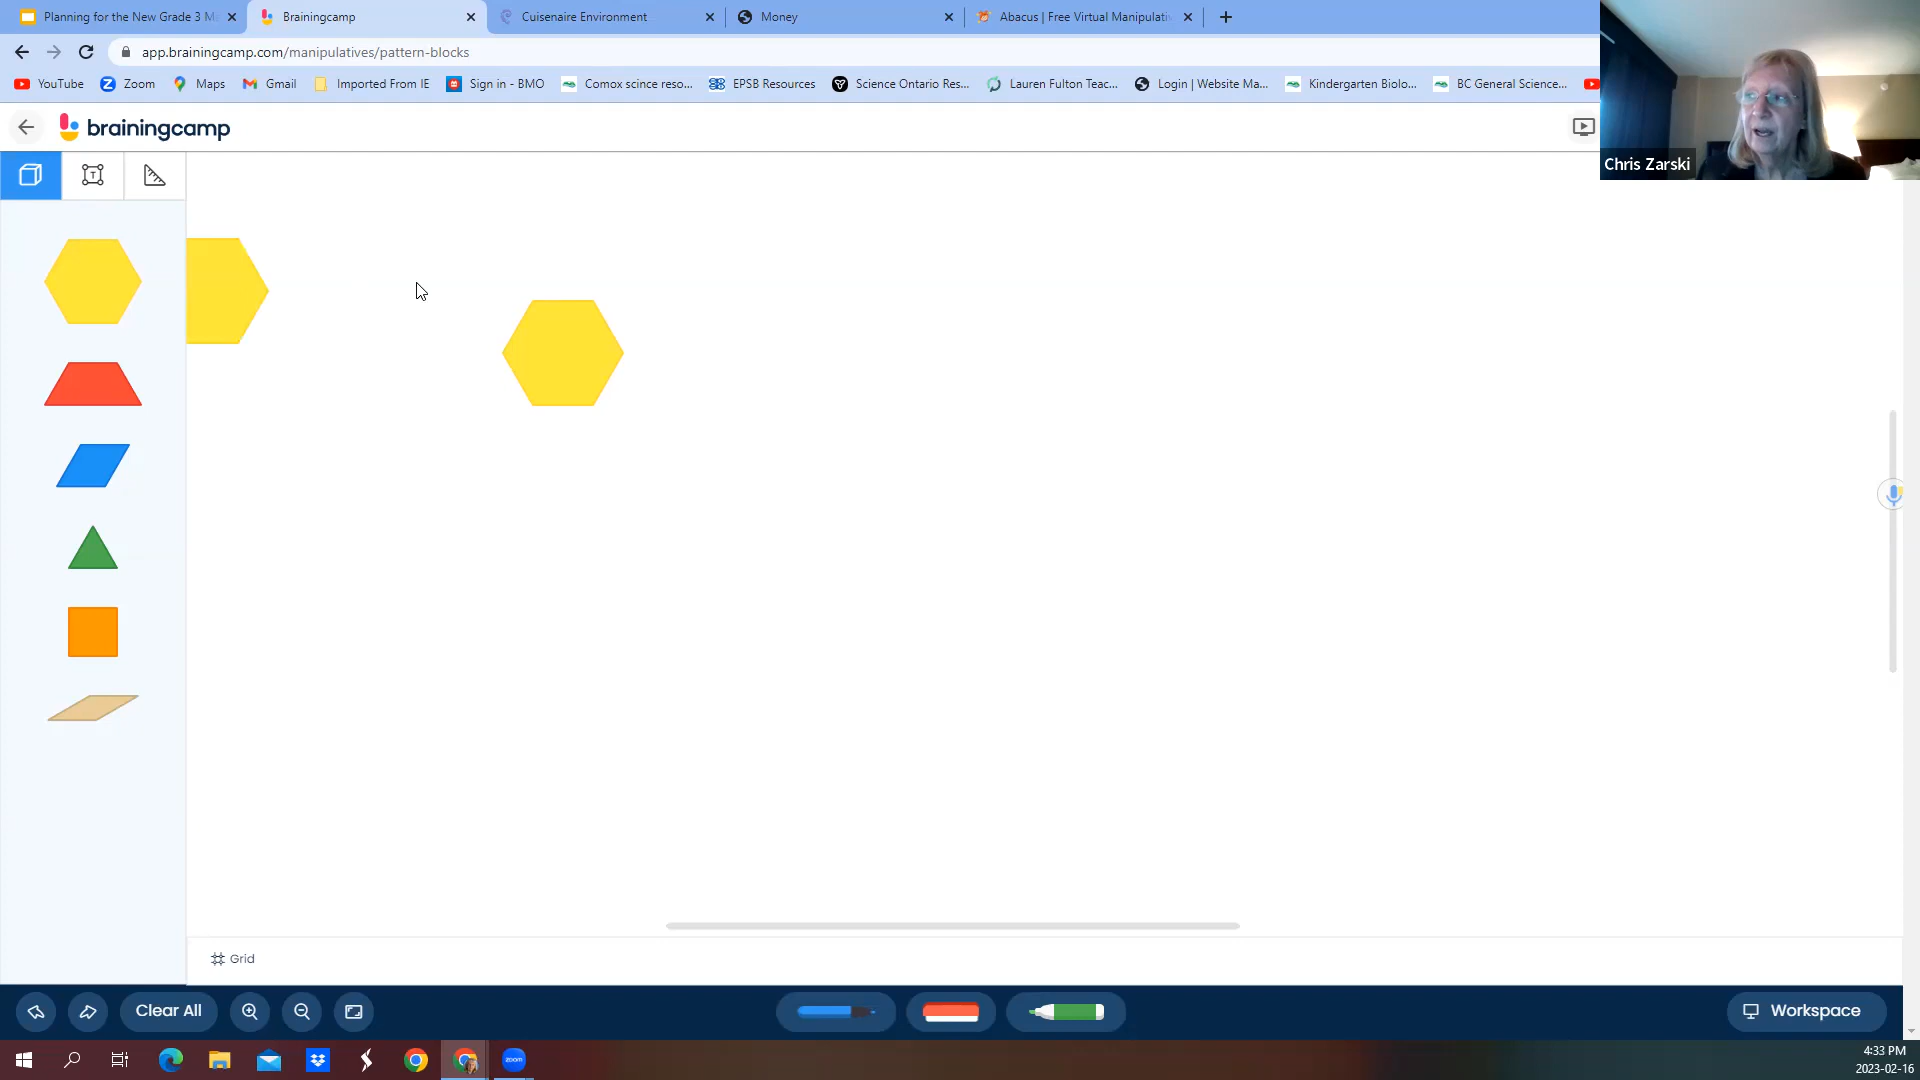 Planning for the New Grade 3 Ma
Brainingcamp
Cuisenaire Environment
Money
Abacus | Free Virtual Manipulativ
app.brainingcamp.com/manipulatives/pattern-blocks
YouTube
Zoom
Maps
Gmail
Imported From IE
Sign in - BMO
Comox scince reso...
EPSB Resources
Science Ontario Res...
Lauren Fulton Teac...
Login | Website Ma...
Kindergarten Biolo...
BC General Science...
brainingcamp
Chris Zarski
T
Grid
Clear All
Workspace
zoom
4:33 PM
2023-02-16